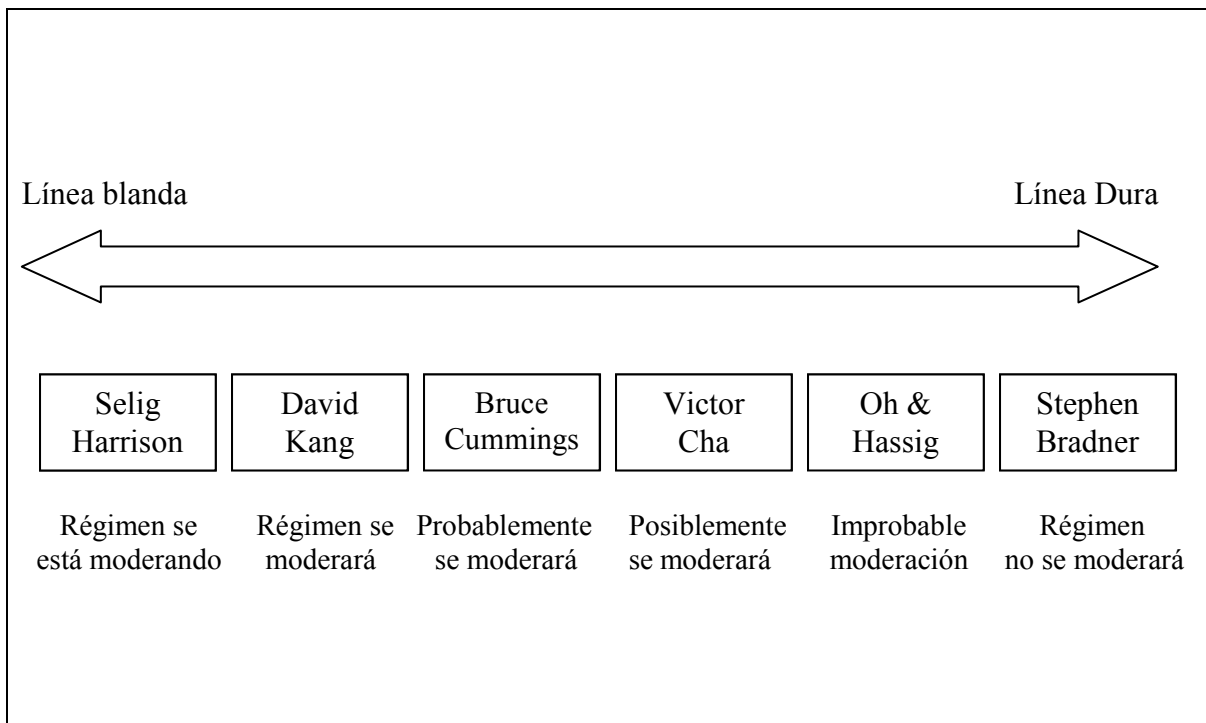 Línea blanda
Línea Dura
Selig
Harrison
David
Kang
Bruce
Cummings
Victor
Cha
Oh &
Hassig
Stephen
Bradner
Régimen se
está moderando
Régimen se
moderará
Probablemente
se moderará
Posiblemente
se moderará
Improbable
moderación
Régimen
no se moderará